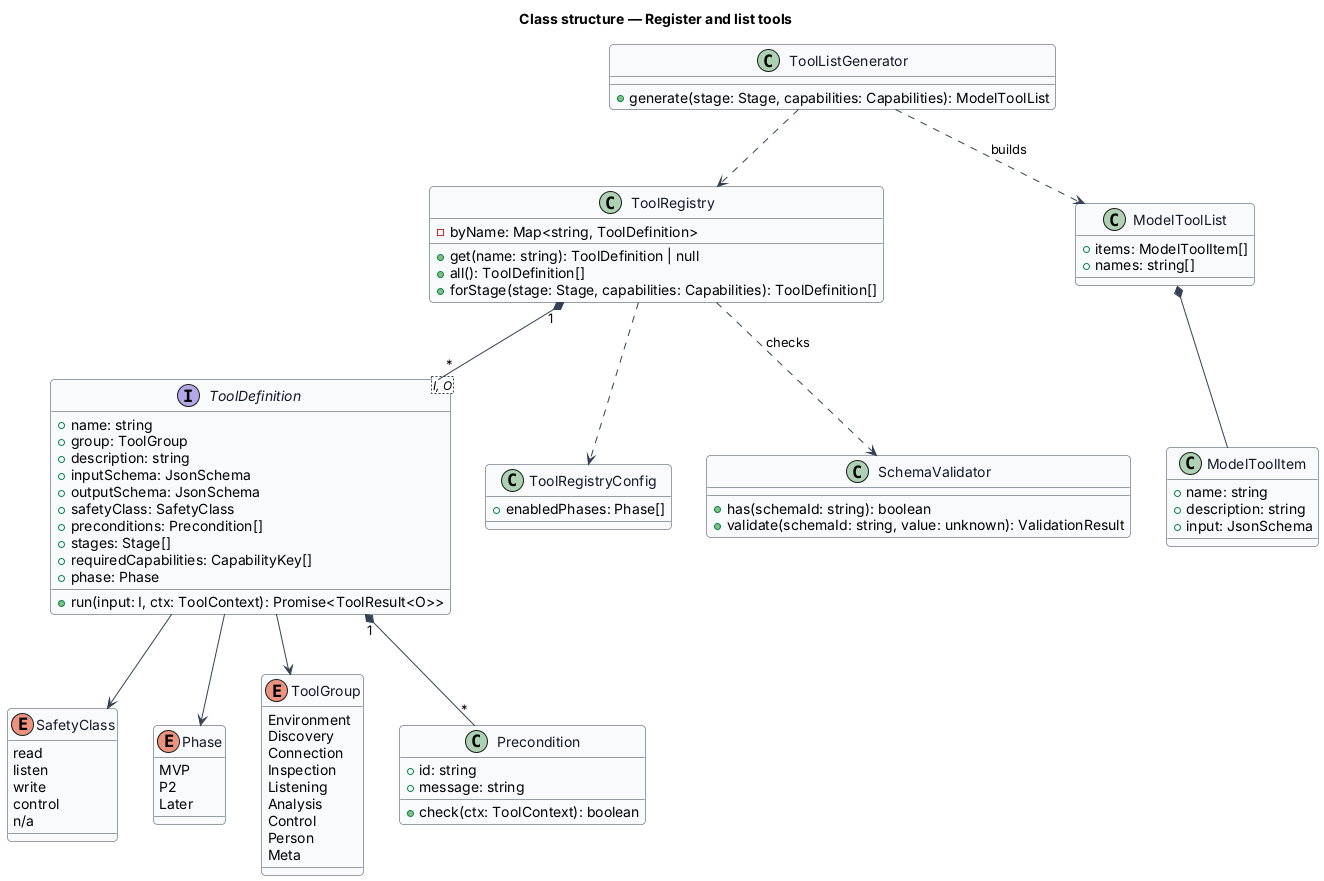 Class structure — Register and list tools
C ToolListGenerator
generate(stage: Stage, capabilities: Capabilities): ModelToolList
builds
C ToolRegistry
byName: Map<string, ToolDefinition>
get(name: string): ToolDefinition | null
all(): ToolDefinition[]
forStage(stage: Stage, capabilities: Capabilities): ToolDefinition[]
C ModelToolList
items: ModelToolItem[]
names: string[]
1
*
checks
I ToolDefinition
I, O
name: string
group: ToolGroup
description: string
inputSchema: JsonSchema
outputSchema: JsonSchema
safetyClass: SafetyClass
preconditions: Precondition[]
stages: Stage[]
requiredCapabilities: CapabilityKey[]
phase: Phase
run(input: I, ctx: ToolContext): Promise<ToolResult<O>>
C ToolRegistryConfig
enabledPhases: Phase[]
C SchemaValidator
has(schemaId: string): boolean
validate(schemaId: string, value: unknown): ValidationResult
C ModelToolItem
name: string
description: string
input: JsonSchema
1
*
E SafetyClass
read
listen
write
control
n/a
E Phase
MVP
P2
Later
E ToolGroup
Environment
Discovery
Connection
Inspection
Listening
Analysis
Control
Person
Meta
C Precondition
id: string
message: string
check(ctx: ToolContext): boolean